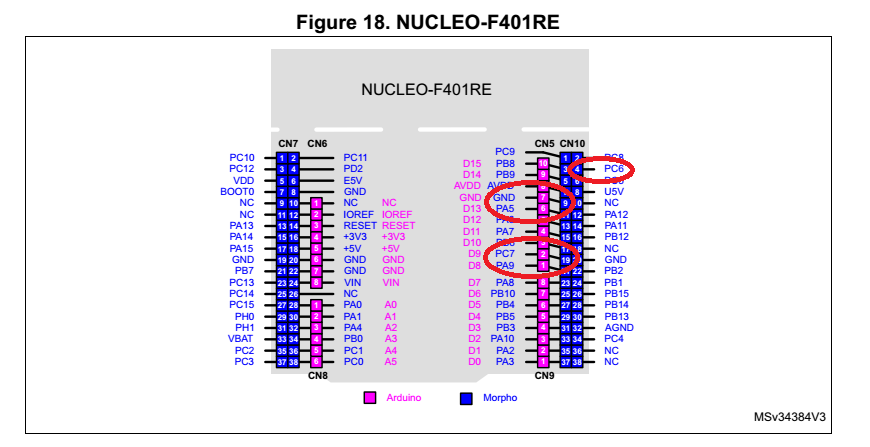 Figure 18. NUCLEO-F401RE
NUCLEO-F401RE
CN7 CN6 CN5 CN10
PC9
PC10 1 2 PC11 1 2 PC8
PC12 3 4 PD2 D15 PB8 10 3 4 PC6
VDD 5 6 E5V D14 PB9 9 5 6
BOOT0 7 8 GND AVDD 8 7 8 U5V
NC 9 10 1 NC NC GND GND 7 9 10 NC
NC 11 12 2 IOREF IOREF D13 PA5 6 11 12 PA12
PA13 13 14 3 RESET RESET D12 13 14 PA11
PA14 15 16 4 +3V3 +3V3 D11 PA7 4 15 16 PB12
PA15 17 18 5 +5V +5V D10 3 NC
GND 19 20 6 GND GND D9 PC7 2 19 GND
PB7 21 22 7 GND GND D8 PA9 1 22 PB2
PC13 23 24 8 VIN VIN D7 PA8 8 23 24 PB1
PC14 25 26 NC D6 PB10 7 25 26 PB15
PC15 27 28 1 PA0 A0 D5 PB4 6 27 28 PB14
PH0 29 30 2 PA1 A1 D4 PB5 5 29 30 PB13
PH1 31 32 3 PA4 A2 D3 PB3 4 31 32 AGND
VBAT 33 34 4 PB0 A3 D2 PA10 3 33 34 PC4
PC2 35 36 5 PC1 A4 D1 PA2 2 35 36 NC
PC3 37 38 6 PC0 A5 D0 PA3 1 37 38 NC
CN8 CN9
Arduino Morpho
MSv34384V3